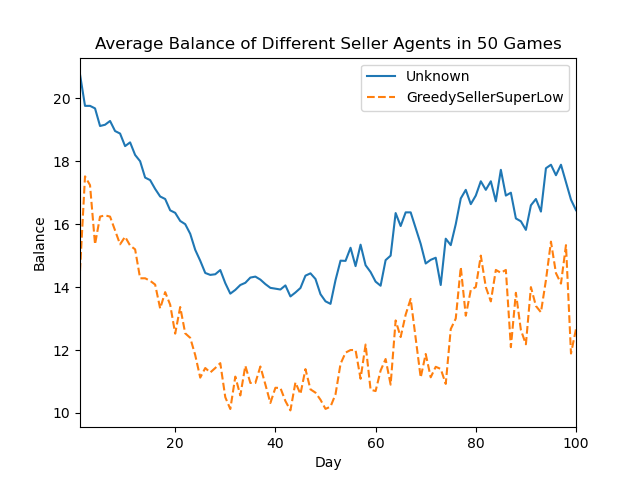 Average Balance of Different Seller Agents in 50 Games
Unknown
GreedySellerSuperLow
20
18
16
14
12
10
Balance
20
40
60
80
100
Day